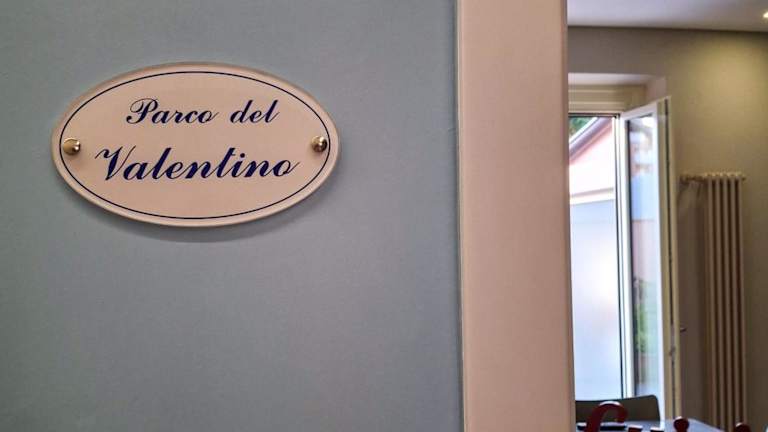 Parco del
Valentino